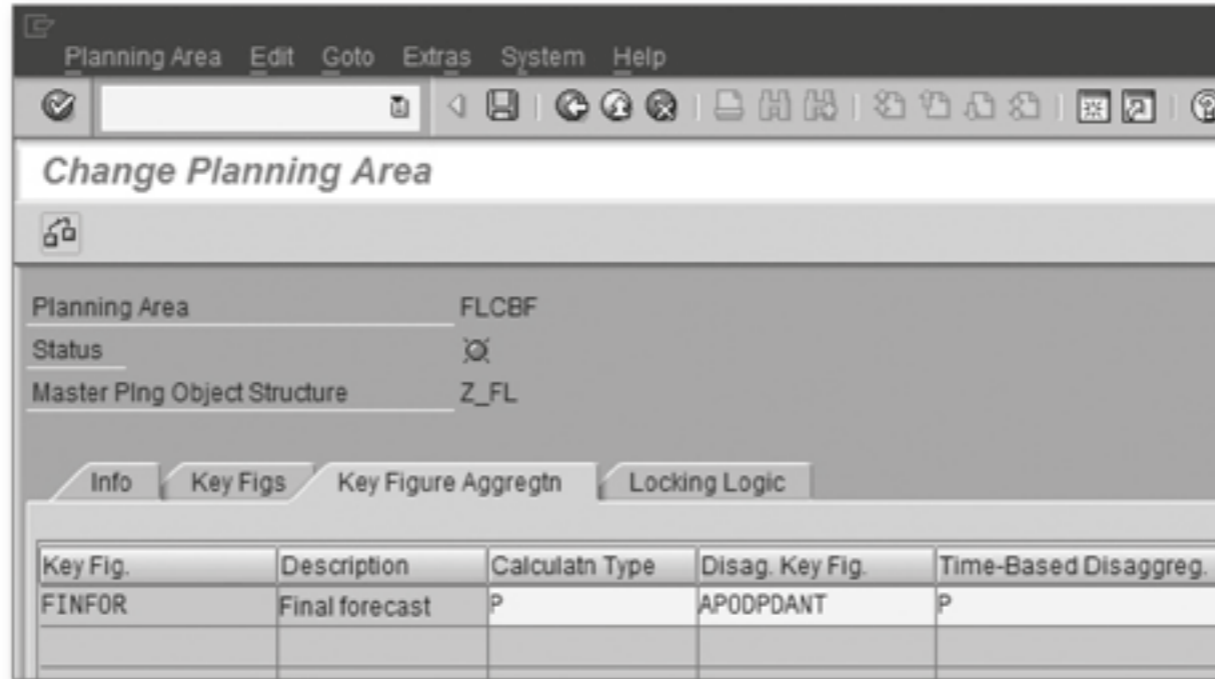 Planning Area Edit Goto Extras System Help
Change Planning Area
Planning Area FLCBF
Status
Master Plng Object Structure Z_FL
Info Key Figs Key Figure Aggregtn Locking Logic
Key Fig. Description Calculatn Type Disag. Key Fig. Time-Based Disaggreg.
FINFOR Final forecast P APODPDANT P